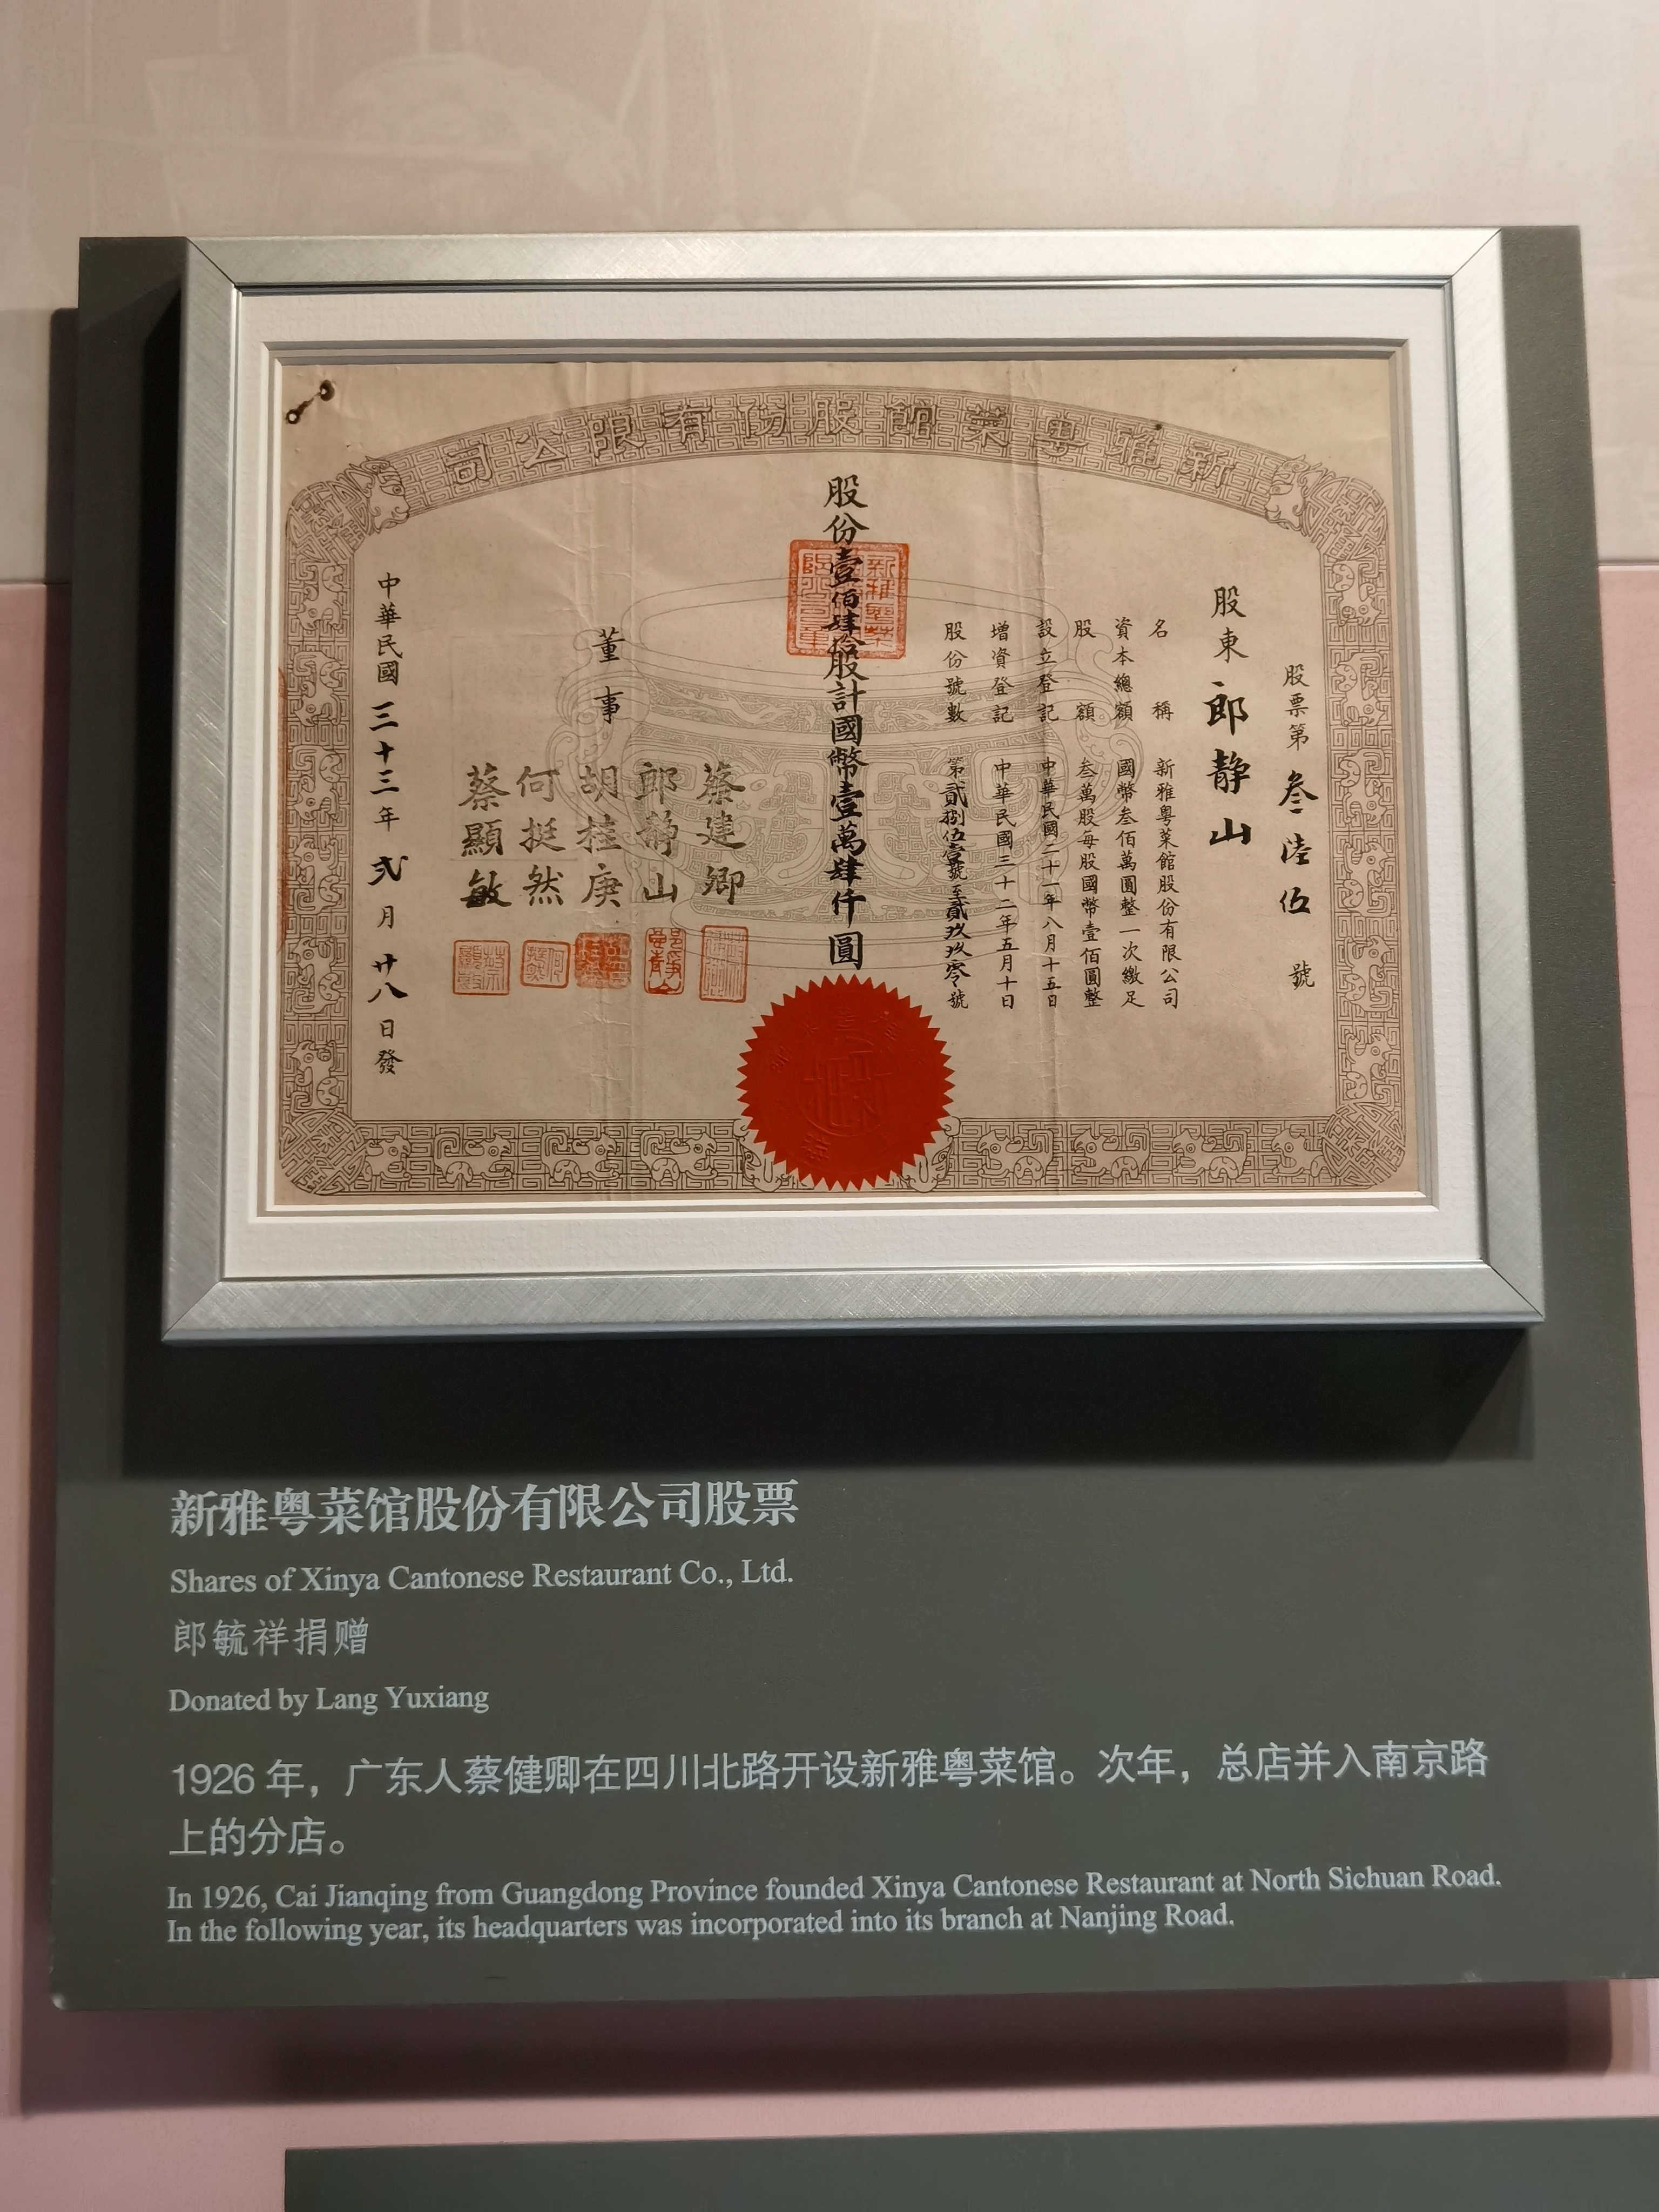 新雅粵菜館股份有限公司
股票第叁陸伍號
股東郎静山
名稱 新雅粵菜館股份有限公司
資本總額 國幣叁佰萬圓整一次繳足
股額 叁萬股每股國幣壹佰圓整
設立登記 中華民國二十一年八月十五日
增資登記 中華民國三十二年五月十日
股份號數 第貳捌伍壹號至貳玖玖零號
股份壹佰肆拾股計國幣壹萬肆仟圓
董事
蔡建卿
郎靜山
胡桂庚
何挺然
蔡顯敏
中華民國三十三年弍月廿八日發
新雅粤菜馆股份有限公司股票
Shares of Xinya Cantonese Restaurant Co., Ltd.
郎毓祥捐赠
Donated by Lang Yuxiang
1926 年，广东人蔡健卿在四川北路开设新雅粤菜馆。次年，总店并入南京路
上的分店。
In 1926, Cai Jianqing from Guangdong Province founded Xinya Cantonese Restaurant at North Sichuan Road.
In the following year, its headquarters was incorporated into its branch at Nanjing Road.